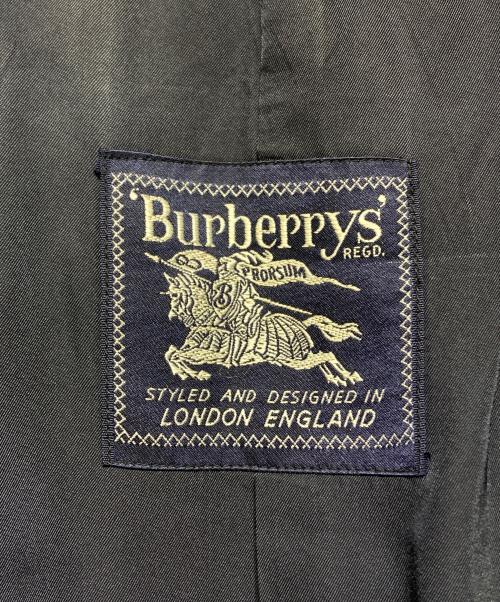 'Burberrys'
REGD.
PRORSUM
B
STYLED AND DESIGNED IN
LONDON ENGLAND